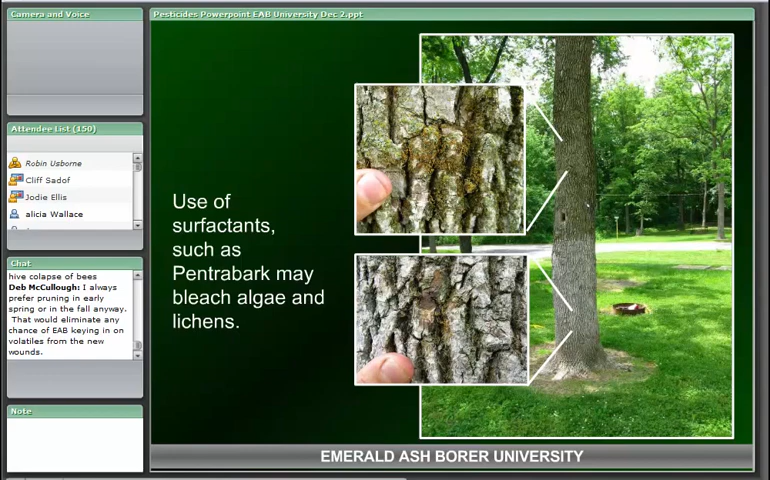 Camera and Voice
Pesticides Powerpoint EAB University Dec 2.ppt
Attendee List (150)
Robin Usborne
Cliff Sadof
Jodie Ellis
alicia Wallace
Chat
hive colapse of bees
Deb McCullough: I always
prefer pruning in early
spring or in the fall anyway.
That would eliminate any
chance of EAB keying in on
volatiles from the new
wounds.
Note
Use of
surfactants,
such as
Pentrabark may
bleach algae and
lichens.
EMERALD ASH BORER UNIVERSITY